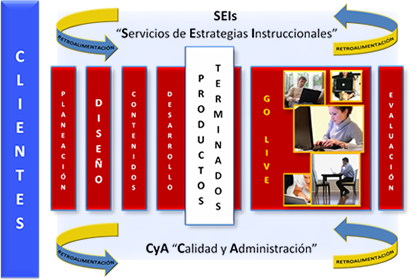 SEIs
"Servicios de Estrategias Instruccionales"
RETROALIMENTACIÓN
RETROALIMENTACIÓN
CLIENTES
PLANEACIÓN
DISEÑO
CONTENIDOS
DESARROLLO
PRODUCTOS
TERMINADOS
GO LIVE
EVALUACIÓN
RETROALIMENTACIÓN
RETROALIMENTACIÓN
CyA "Calidad y Administración"